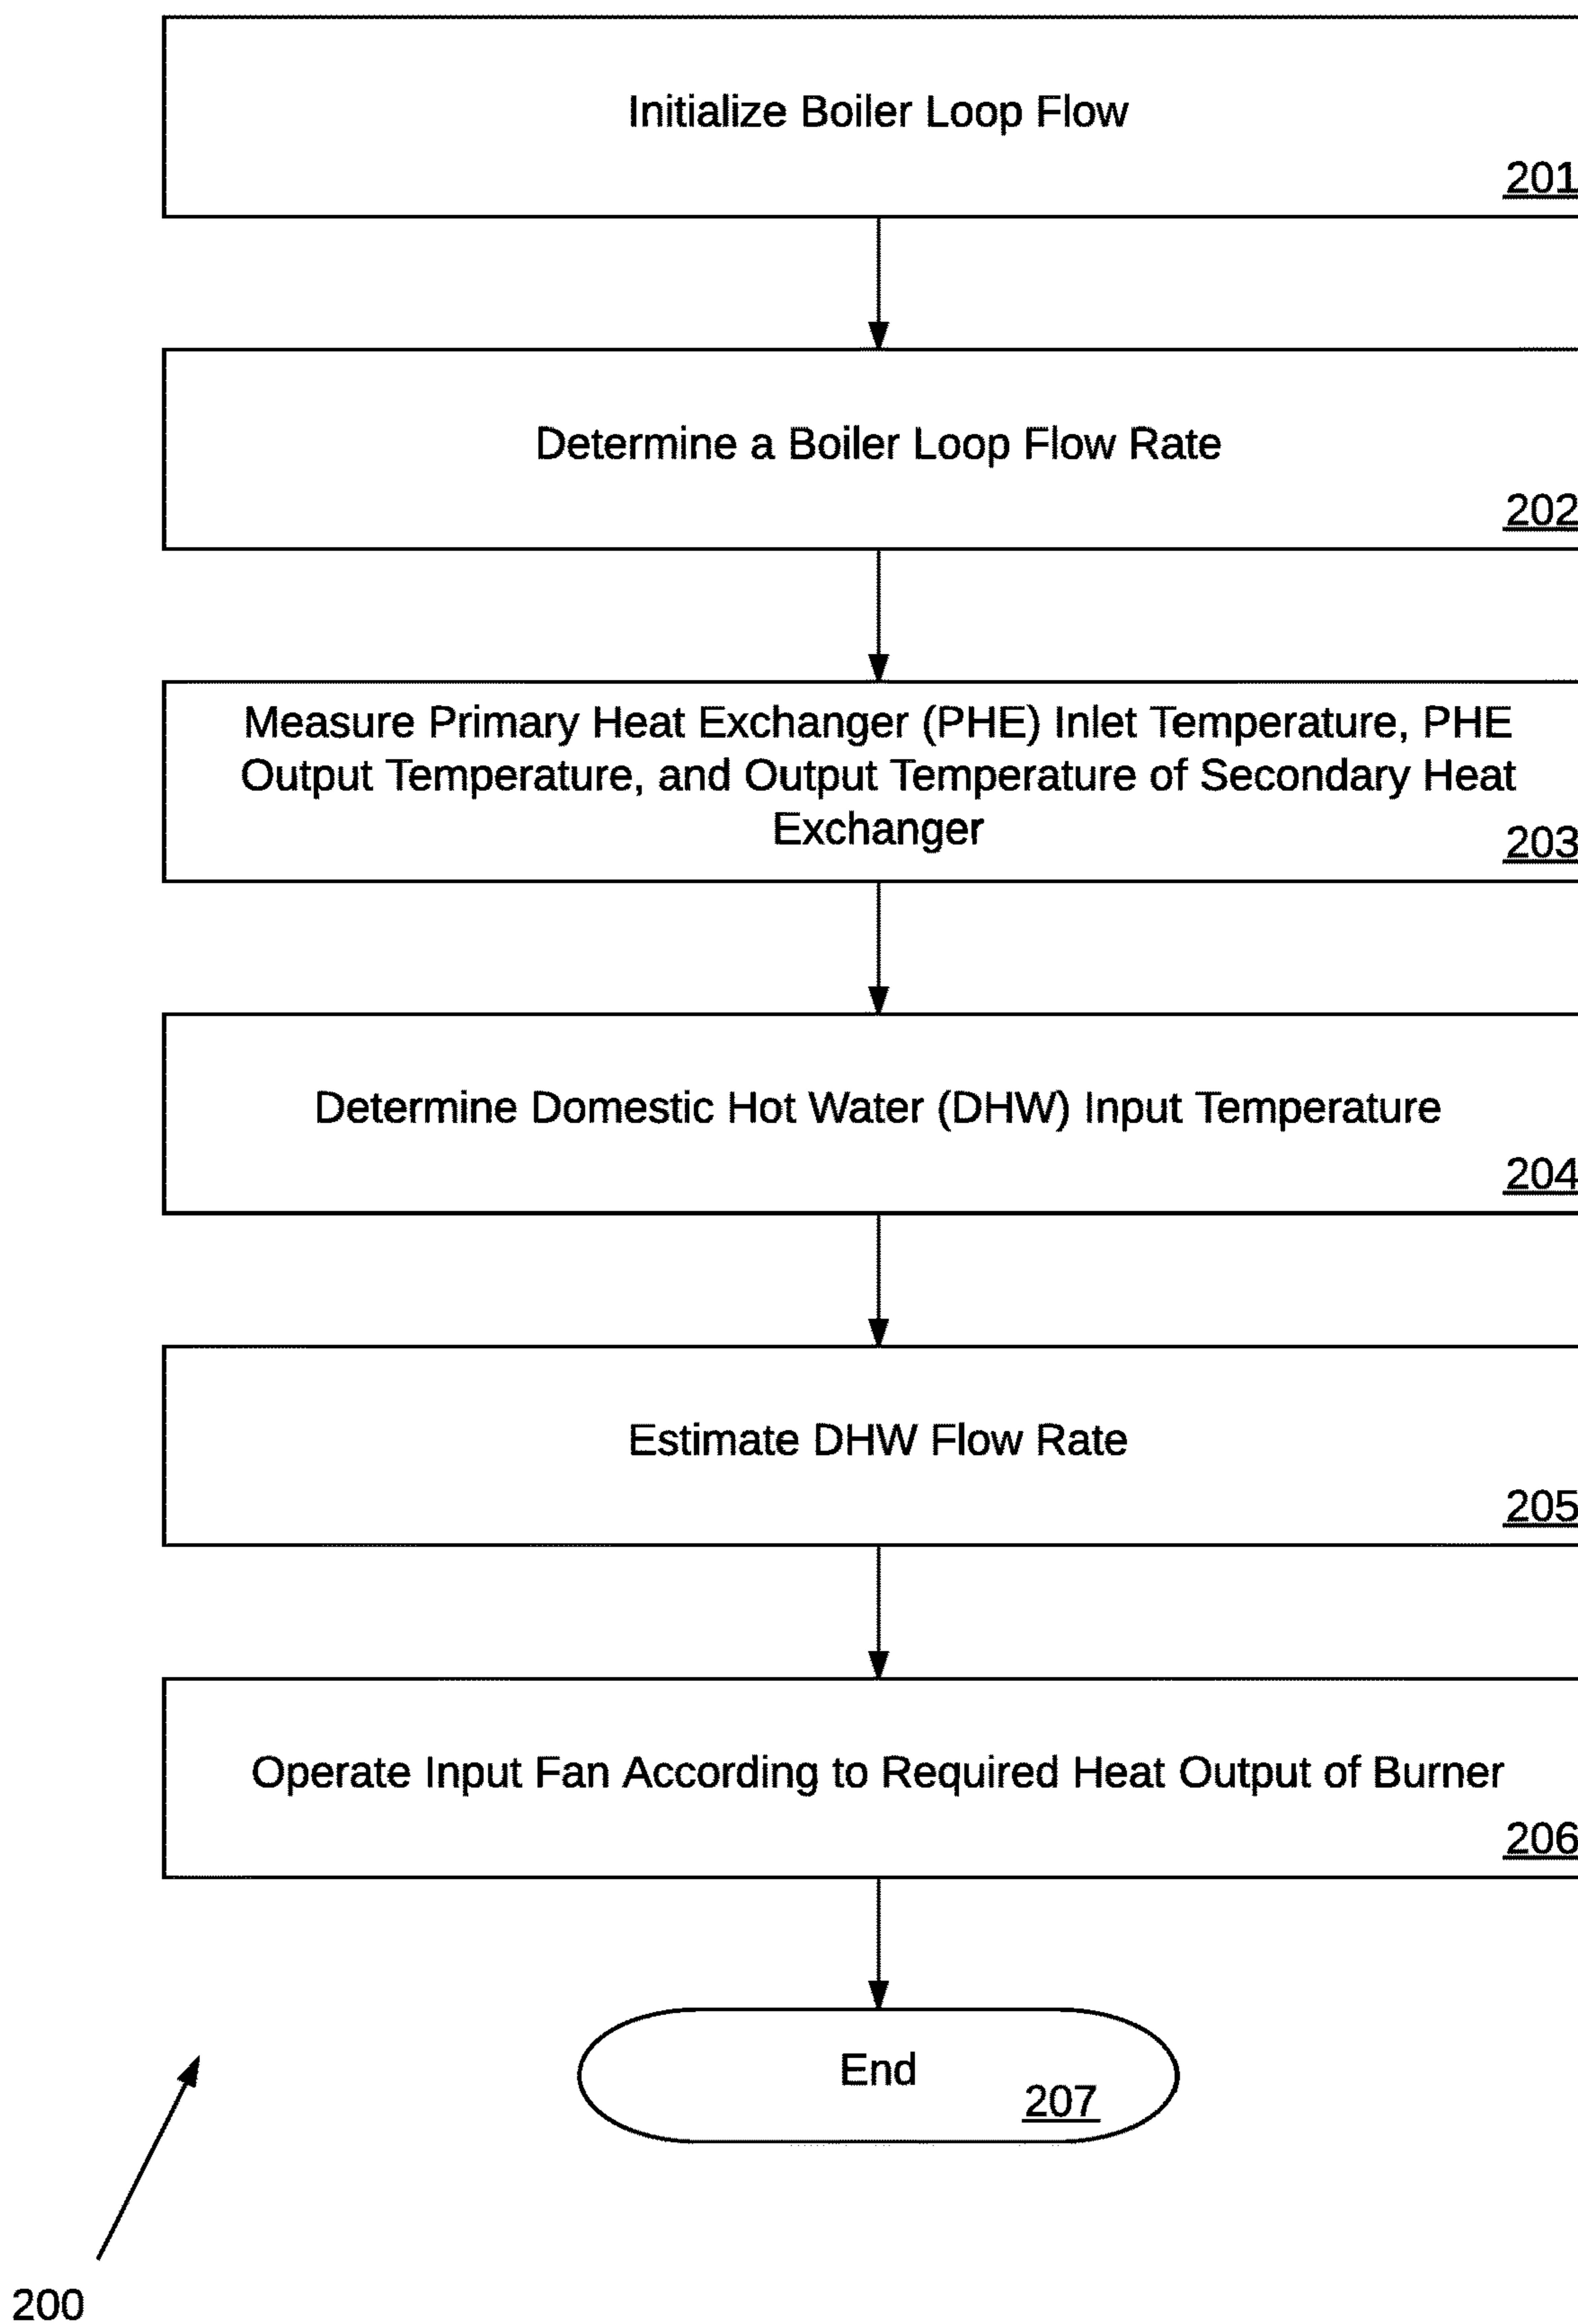 Initialize Boiler Loop Flow
201
Determine a Boiler Loop Flow Rate
202
Measure Primary Heat Exchanger (PHE) Inlet Temperature, PHE
Output Temperature, and Output Temperature of Secondary Heat
Exchanger
203
Determine Domestic Hot Water (DHW) Input Temperature
204
Estimate DHW Flow Rate
205
Operate Input Fan According to Required Heat Output of Burner
206
End
207
200